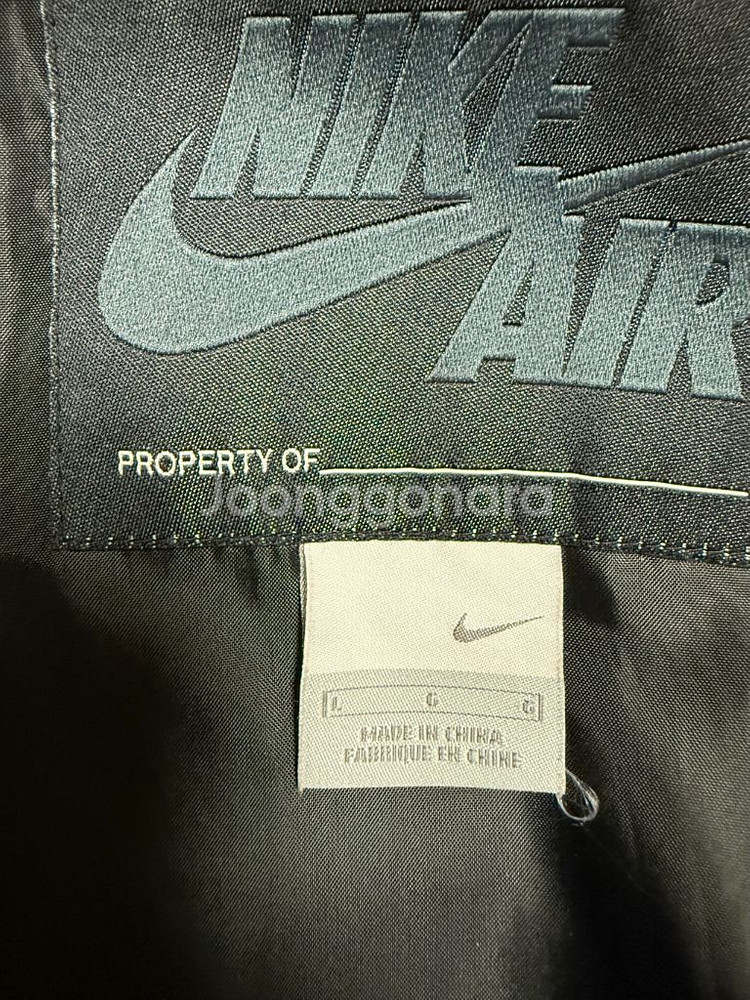 NIKE
AIR
PROPERTY OF
Joonggonara
L G G
MADE IN CHINA
FABRIQUE EN CHINE